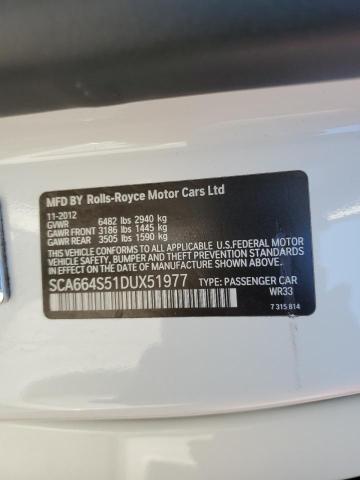 MFD BY Rolls-Royce Motor Cars Ltd
11-2012
GVWR 6482 lbs 2940 kg
GAWR FRONT 3186 lbs 1445 kg
GAWR REAR 3505 lbs 1590 kg
THIS VEHICLE CONFORMS TO ALL APPLICABLE U.S.FEDERAL MOTOR
VEHICLE SAFETY, BUMPER, AND THEFT PREVENTION STANDARDS
IN EFFECT ON THE DATE OF MANUFACTURE SHOWN ABOVE.
SCA664S51DUX51977 TYPE: PASSENGER CAR
WR33
7 315 814